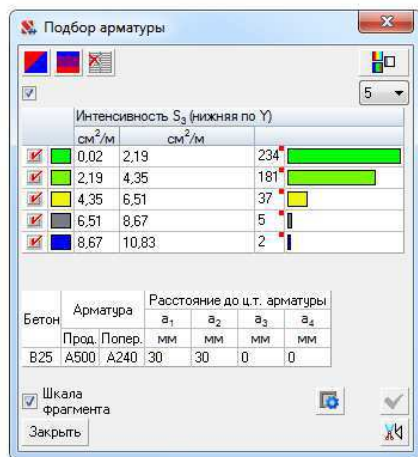 Подбор арматуры
5
Интенсивность S3 (нижняя по Y)
см2/м см2/м
0,02 2,19 234
2,19 4,35 181
4,35 6,51 37
6,51 8,67 5
8,67 10,83 2
Бетон Арматура Расстояние до ц.т. арматуры
a1 a2 a3 a4
Прод. Попер. мм мм мм мм
B25 A500 A240 30 30 0 0
Шкала
фрагмента
Закрыть